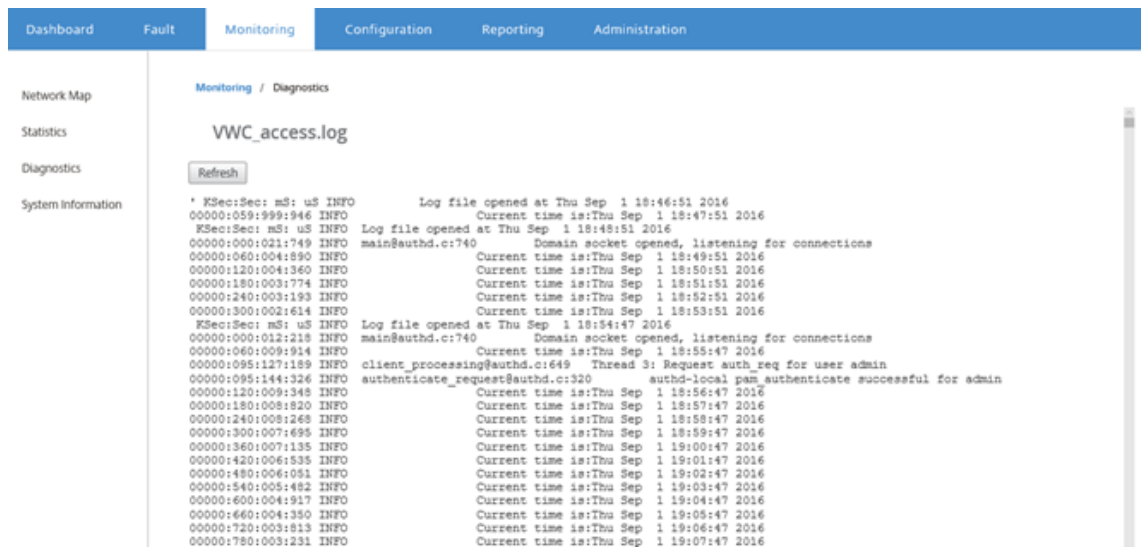 Dashboard Fault Monitoring Configuration Reporting Administration
Network Map
Statistics
Diagnostics
System Information
Monitoring / Diagnostics
VWC_access.log
Refresh
' KSec:Sec: mS: uS INFO Log file opened at Thu Sep 1 18:46:51 2016
00000:059:999:946 INFO Current time is:Thu Sep 1 18:47:51 2016
KSec:Sec: mS: uS INFO Log file opened at Thu Sep 1 18:48:51 2016
00000:000:021:749 INFO main@authd.c:740 Domain socket opened, listening for connections
00000:060:004:890 INFO Current time is:Thu Sep 1 18:49:51 2016
00000:120:004:360 INFO Current time is:Thu Sep 1 18:50:51 2016
00000:180:003:774 INFO Current time is:Thu Sep 1 18:51:51 2016
00000:240:003:193 INFO Current time is:Thu Sep 1 18:52:51 2016
00000:300:002:614 INFO Current time is:Thu Sep 1 18:53:51 2016
KSec:Sec: mS: uS INFO Log file opened at Thu Sep 1 18:54:47 2016
00000:000:012:218 INFO main@authd.c:740 Domain socket opened, listening for connections
00000:060:009:914 INFO Current time is:Thu Sep 1 18:55:47 2016
00000:095:127:189 INFO client_processing@authd.c:649 Thread 3: Request auth_req for user admin
00000:095:144:326 INFO authenticate_request@authd.c:320 authd-local pam_authenticate successful for admin
00000:120:009:348 INFO Current time is:Thu Sep 1 18:56:47 2016
00000:180:008:820 INFO Current time is:Thu Sep 1 18:57:47 2016
00000:240:008:268 INFO Current time is:Thu Sep 1 18:58:47 2016
00000:300:007:695 INFO Current time is:Thu Sep 1 18:59:47 2016
00000:360:007:135 INFO Current time is:Thu Sep 1 19:00:47 2016
00000:420:006:535 INFO Current time is:Thu Sep 1 19:01:47 2016
00000:480:006:051 INFO Current time is:Thu Sep 1 19:02:47 2016
00000:540:005:482 INFO Current time is:Thu Sep 1 19:03:47 2016
00000:600:004:917 INFO Current time is:Thu Sep 1 19:04:47 2016
00000:660:004:350 INFO Current time is:Thu Sep 1 19:05:47 2016
00000:720:003:813 INFO Current time is:Thu Sep 1 19:06:47 2016
00000:780:003:231 INFO Current time is:Thu Sep 1 19:07:47 2016